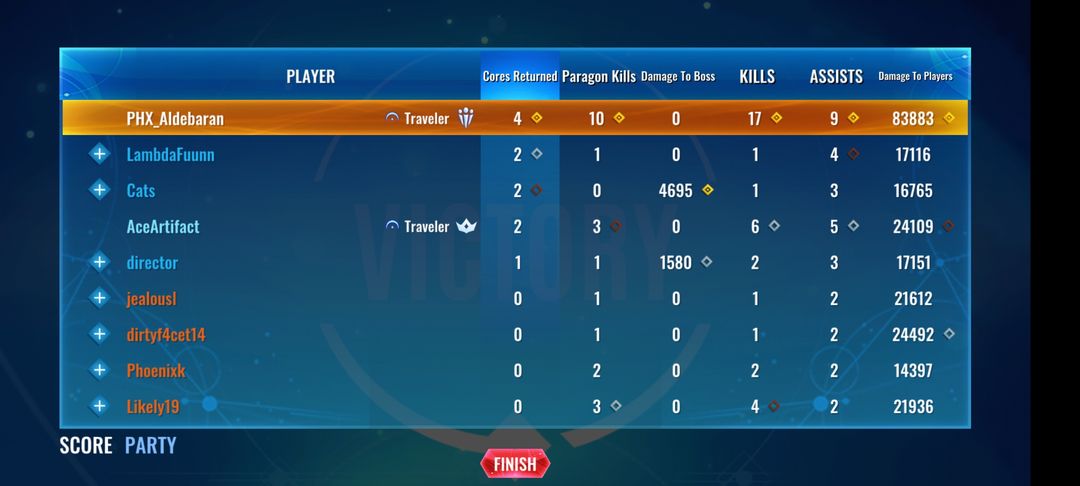 PLAYER Cores Returned Paragon Kills Damage To Boss KILLS ASSISTS Damage To Players
PHX_Aldebaran Traveler 4 10 0 17 9 83883
LambdaFuunn 2 1 0 1 4 17116
Cats 2 0 4695 1 3 16765
AceArtifact Traveler 2 3 0 6 5 24109
director 1 1 1580 2 3 17151
jealousl 0 1 0 1 2 21612
dirtyf4cet14 0 1 0 1 2 24492
Phoenixk 0 2 0 2 2 14397
Likely19 0 3 0 4 2 21936
VICTORY
SCORE PARTY
FINISH